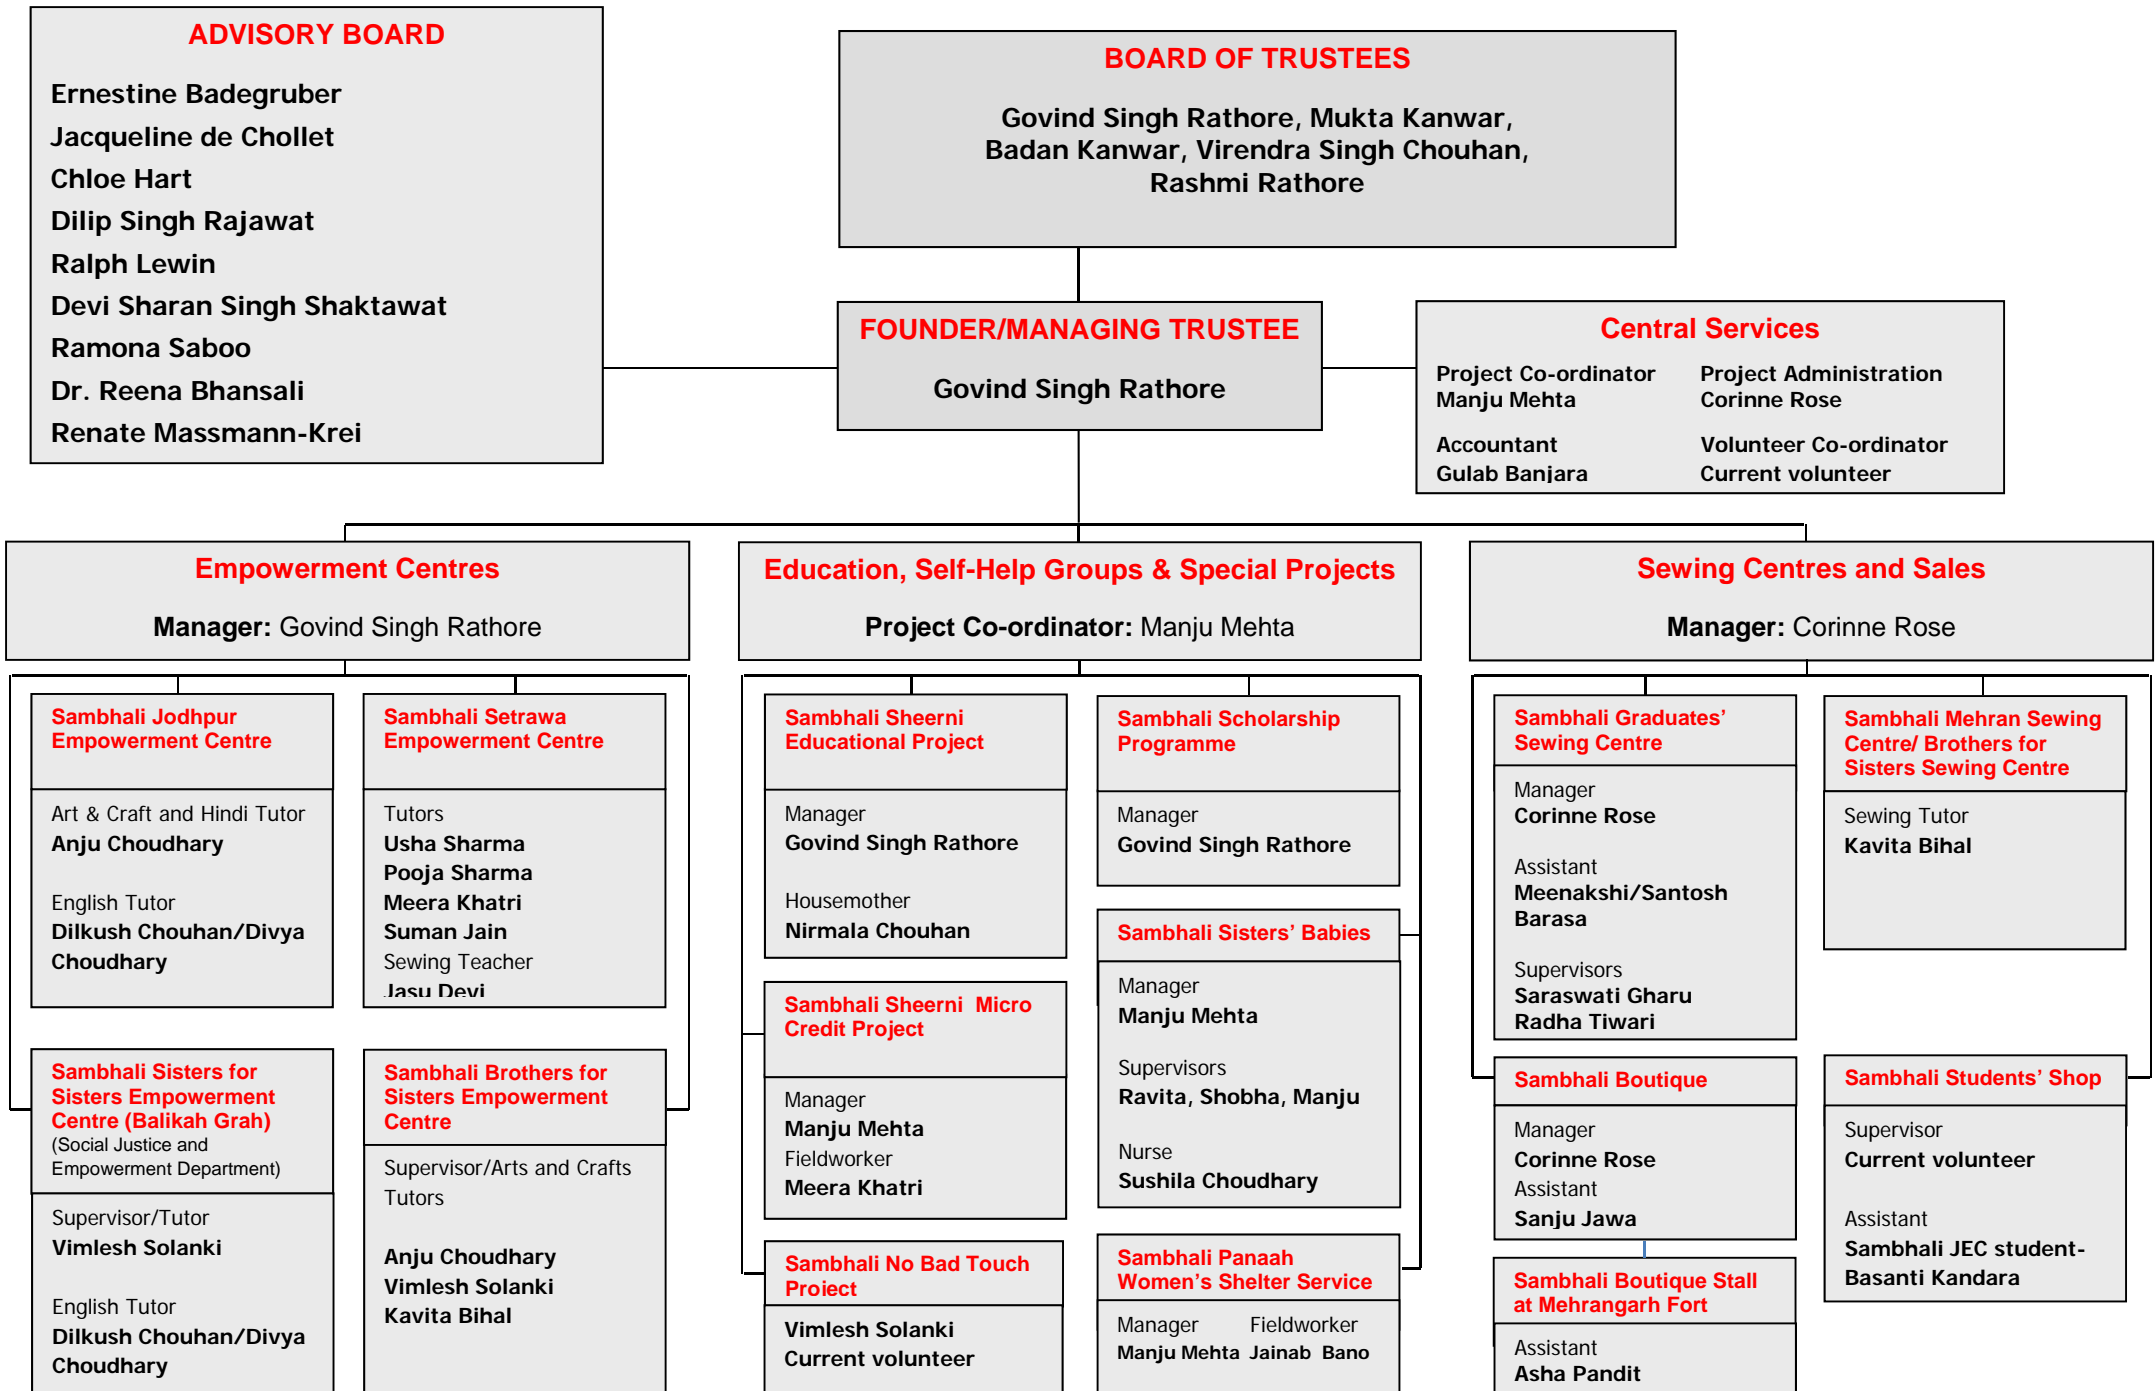 ADVISORY BOARD
Ernestine Badegruber
Jacqueline de Chollet
Chloe Hart
Dilip Singh Rajawat
Ralph Lewin
Devi Sharan Singh Shaktawat
Ramona Saboo
Dr. Reena Bhansali
Renate Massmann-Krei
BOARD OF TRUSTEES
Govind Singh Rathore, Mukta Kanwar,
Badan Kanwar, Virendra Singh Chouhan,
Rashmi Rathore
FOUNDER/MANAGING TRUSTEE
Govind Singh Rathore
Central Services
Project Co-ordinator
Manju Mehta
Project Administration
Corinne Rose
Accountant
Gulab Banjara
Volunteer Co-ordinator
Current volunteer
Empowerment Centres
Manager: Govind Singh Rathore
Sambhali Jodhpur
Empowerment Centre
Art & Craft and Hindi Tutor
Anju Choudhary
English Tutor
Dilkush Chouhan/Divya
Choudhary
Sambhali Setrawa
Empowerment Centre
Tutors
Usha Sharma
Pooja Sharma
Meera Khatri
Suman Jain
Sewing Teacher
Jasu Devi
Sambhali Sisters for
Sisters Empowerment
Centre (Balikah Grah)
(Social Justice and
Empowerment Department)
Supervisor/Tutor
Vimlesh Solanki
English Tutor
Dilkush Chouhan/Divya
Choudhary
Sambhali Brothers for
Sisters Empowerment
Centre
Supervisor/Arts and Crafts
Tutors
Anju Choudhary
Vimlesh Solanki
Kavita Bihal
Education, Self-Help Groups & Special Projects
Project Co-ordinator: Manju Mehta
Sambhali Sheerni
Educational Project
Manager
Govind Singh Rathore
Housemother
Nirmala Chouhan
Sambhali Scholarship
Programme
Manager
Govind Singh Rathore
Sambhali Sisters’ Babies
Manager
Manju Mehta
Supervisors
Ravita, Shobha, Manju
Nurse
Sushila Choudhary
Sambhali Sheerni Micro
Credit Project
Manager
Manju Mehta
Fieldworker
Meera Khatri
Sambhali No Bad Touch
Project
Vimlesh Solanki
Current volunteer
Sambhali Panaah
Women’s Shelter Service
Manager Fieldworker
Manju Mehta Jainab Bano
Sewing Centres and Sales
Manager: Corinne Rose
Sambhali Graduates’
Sewing Centre
Manager
Corinne Rose
Assistant
Meenakshi/Santosh
Barasa
Supervisors
Saraswati Gharu
Radha Tiwari
Sambhali Mehran Sewing
Centre/ Brothers for
Sisters Sewing Centre
Sewing Tutor
Kavita Bihal
Sambhali Boutique
Manager
Corinne Rose
Assistant
Sanju Jawa
Sambhali Students’ Shop
Supervisor
Current volunteer
Assistant
Sambhali JEC student-
Basanti Kandara
Sambhali Boutique Stall
at Mehrangarh Fort
Assistant
Asha Pandit